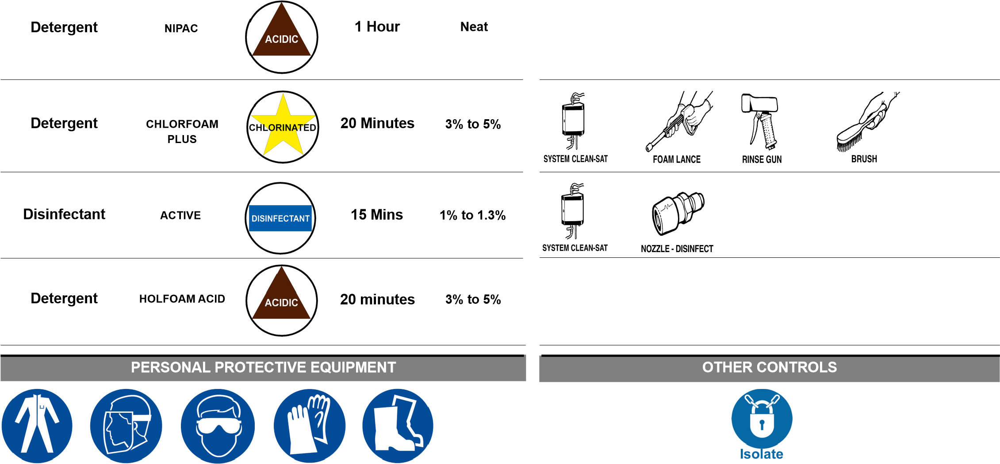 Detergent NIPAC ACIDIC 1 Hour Neat
Detergent CHLORFOAM CHLORINATED 20 Minutes 3% to 5%
PLUS
SYSTEM CLEAN-SAT FOAM LANCE RINSE GUN BRUSH
Disinfectant ACTIVE DISINFECTANT 15 Mins 1% to 1.3%
SYSTEM CLEAN-SAT NOZZLE - DISINFECT
Detergent HOLFOAM ACID ACIDIC 20 minutes 3% to 5%
PERSONAL PROTECTIVE EQUIPMENT OTHER CONTROLS
Isolate